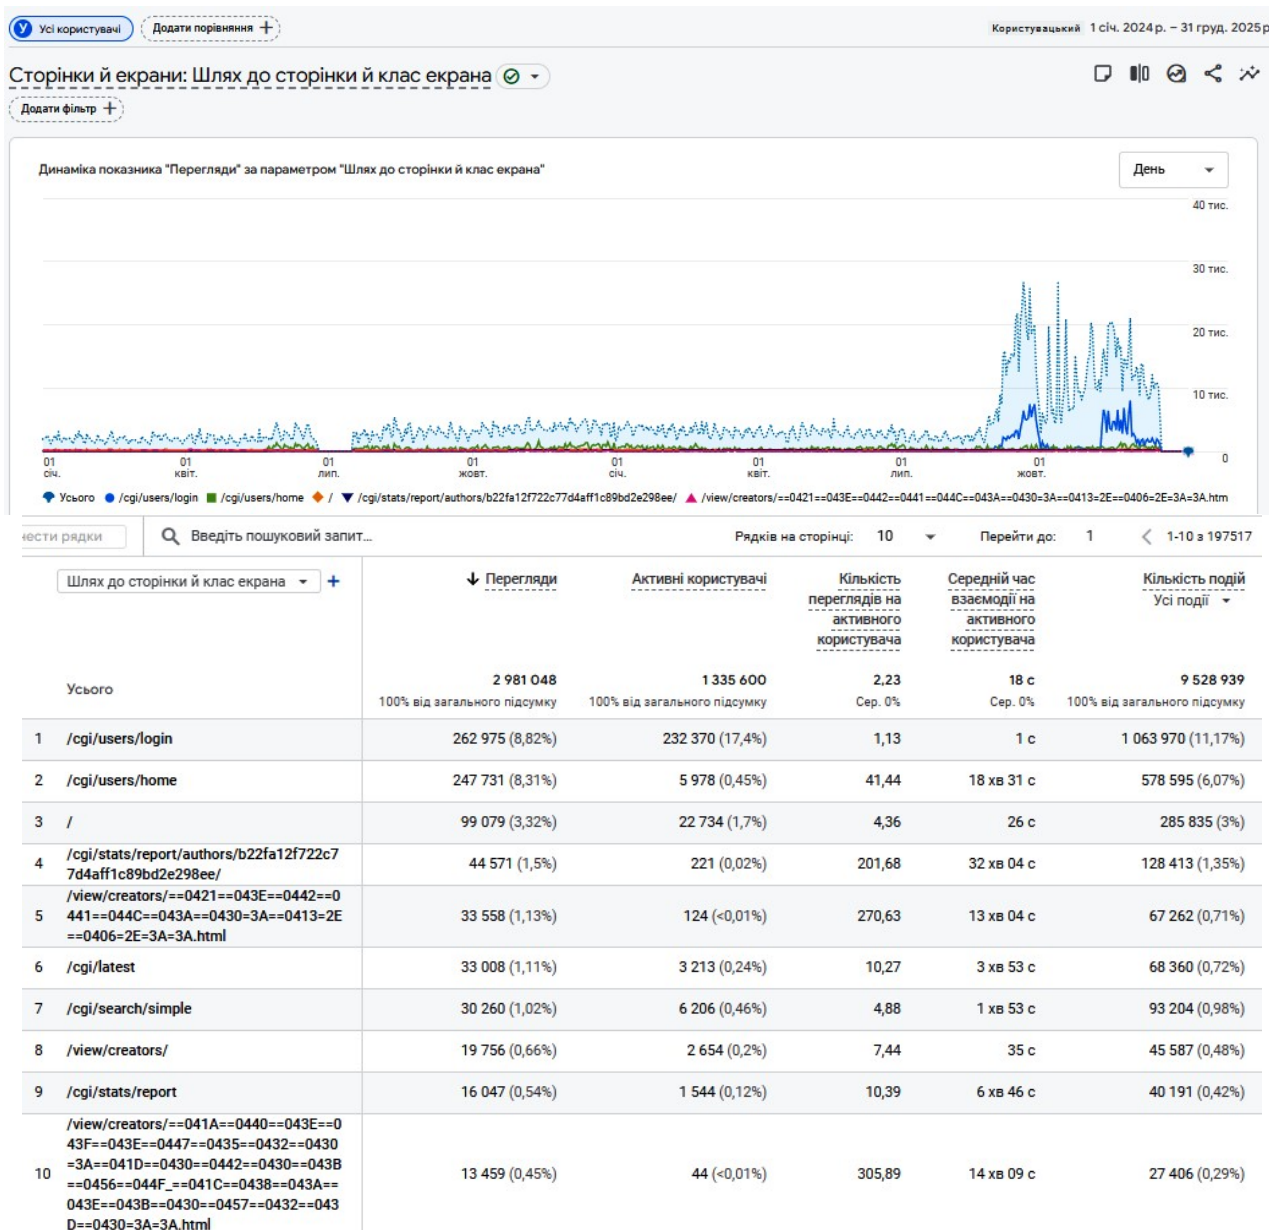 У Усі користувачі Додати порівняння + Користувацький 1 січ. 2024 р. – 31 груд. 2025 р
Сторінки й екрани: Шлях до сторінки й клас екрана
Додати фільтр +
Динаміка показника "Перегляди" за параметром "Шлях до сторінки й клас екрана" День
40 тис.
30 тис.
20 тис.
10 тис.
0
01 01 01 01 01 01 01 01
січ. квіт. лип. жовт. січ. квіт. лип. жовт.
Усього /cgi/users/login /cgi/users/home / /cgi/stats/report/authors/b22fa12f722c77d4aff1c89bd2e298ee/ /view/creators/==0421==043E==0442==0441==044C==043A==0430=3A==0413=2E==0406=2E=3A=3A.htm
нести рядки Введіть пошуковий запит... Рядків на сторінці: 10 Перейти до: 1 1-10 з 197517
Шлях до сторінки й клас екрана + Перегляди Активні користувачі Кількість Середній час Кількість подій
переглядів на взаємодії на Усі події
активного активного
користувача користувача
Усього 2 981 048 1 335 600 2,23 18 с 9 528 939
100% від загального підсумку 100% від загального підсумку Сер. 0% Сер. 0% 100% від загального підсумку
1 /cgi/users/login 262 975 (8,82%) 232 370 (17,4%) 1,13 1 с 1 063 970 (11,17%)
2 /cgi/users/home 247 731 (8,31%) 5 978 (0,45%) 41,44 18 хв 31 с 578 595 (6,07%)
3 / 99 079 (3,32%) 22 734 (1,7%) 4,36 26 с 285 835 (3%)
/cgi/stats/report/authors/b22fa12f722c7
4 7d4aff1c89bd2e298ee/ 44 571 (1,5%) 221 (0,02%) 201,68 32 хв 04 с 128 413 (1,35%)
/view/creators/==0421==043E==0442==0
5 441==044C==043A==0430=3A==0413=2E 33 558 (1,13%) 124 (<0,01%) 270,63 13 хв 04 с 67 262 (0,71%)
==0406=2E=3A=3A.html
6 /cgi/latest 33 008 (1,11%) 3 213 (0,24%) 10,27 3 хв 53 с 68 360 (0,72%)
7 /cgi/search/simple 30 260 (1,02%) 6 206 (0,46%) 4,88 1 хв 53 с 93 204 (0,98%)
8 /view/creators/ 19 756 (0,66%) 2 654 (0,2%) 7,44 35 с 45 587 (0,48%)
9 /cgi/stats/report 16 047 (0,54%) 1 544 (0,12%) 10,39 6 хв 46 с 40 191 (0,42%)
/view/creators/==041A==0440==043E==0
43F==043E==0447==0435==0432==0430
=3A==041D==0430==0442==0430==043B
10 ==0456==044F_==041C==0438==043A== 13 459 (0,45%) 44 (<0,01%) 305,89 14 хв 09 с 27 406 (0,29%)
043E==043B==0430==0457==0432==043
D==0430=3A=3A.html